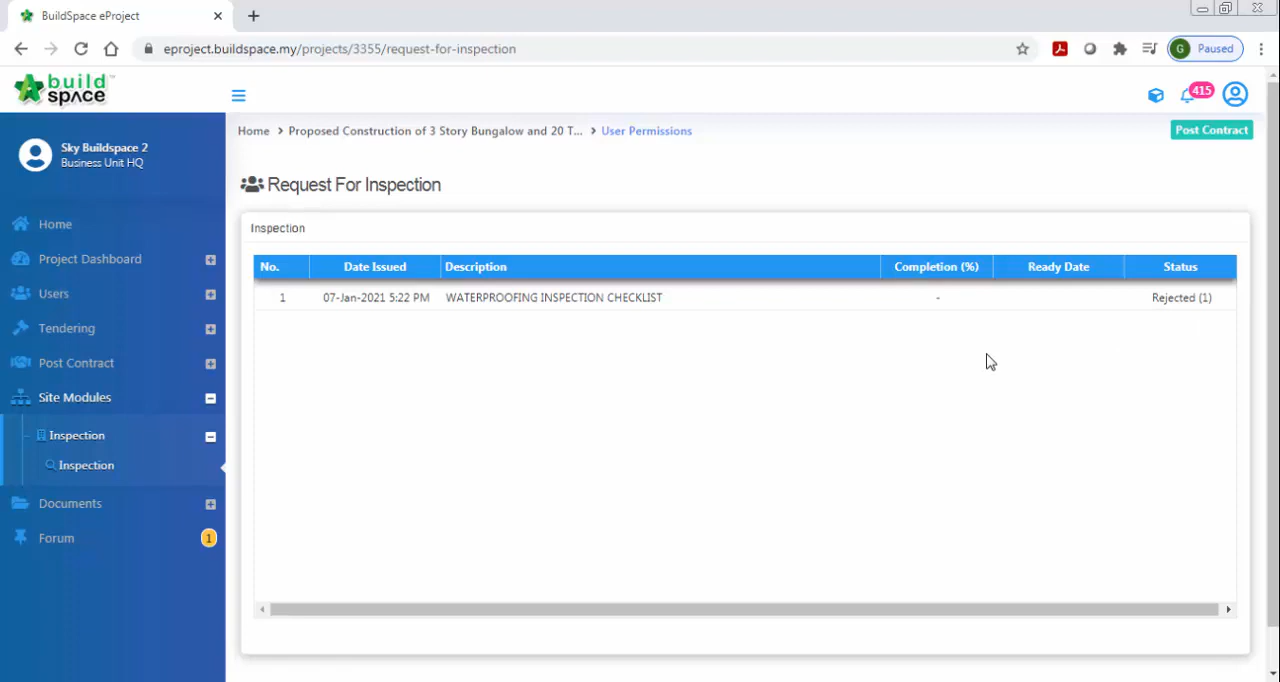 BuildSpace eProject
eproject.buildspace.my/projects/3355/request-for-inspection
G Paused
build
space
415
Sky Buildspace 2
Business Unit HQ
Home > Proposed Construction of 3 Story Bungalow and 20 T... > User Permissions
Post Contract
Request For Inspection
Home
Project Dashboard
Users
Tendering
Post Contract
Site Modules
Inspection
Inspection
Documents
Forum 1
Inspection
No. Date Issued Description Completion (%) Ready Date Status
1 07-Jan-2021 5:22 PM WATERPROOFING INSPECTION CHECKLIST - Rejected (1)